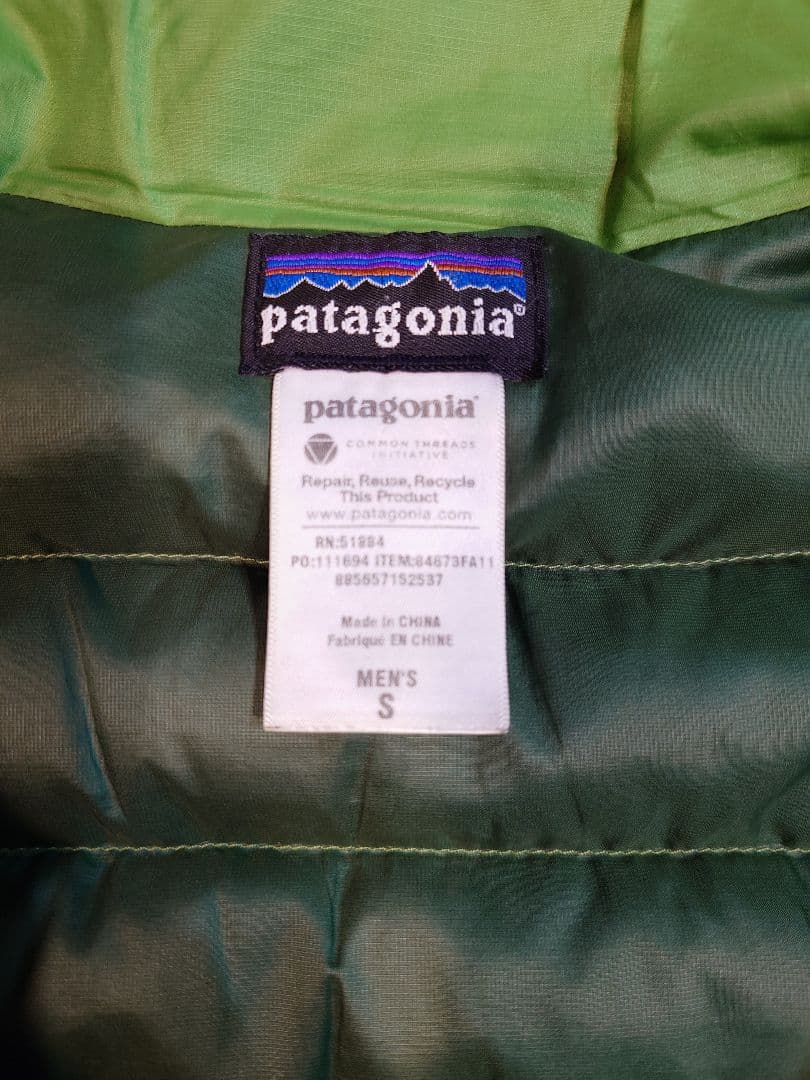 patagonia®
patagonia®
COMMON THREADS
INITIATIVE
Repair, Reuse, Recycle
This Product
www.patagonia.com
RN:51884
PO:111694 ITEM:84673FA11
885657152537
Made in CHINA
Fabriqué EN CHINE
MEN'S
S